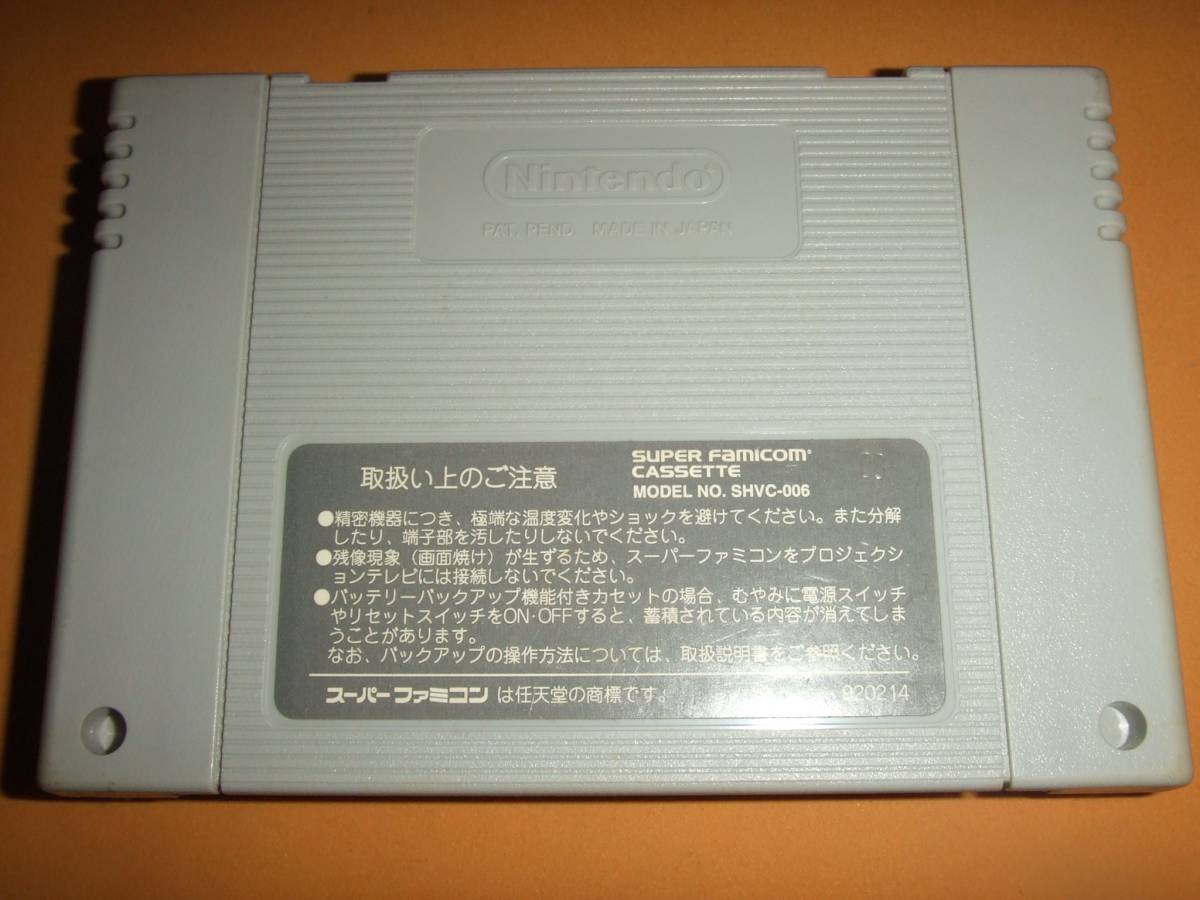 Nintendo®
PAT. PEND. MADE IN JAPAN
取扱い上のご注意
SUPER FAMICOM®
CASSETTE
MODEL NO. SHVC-006
●精密機器につき、極端な温度変化やショックを避けてください。また分解
したり、端子部を汚したりしないでください。
●残像現象(画面焼け)が生ずるため、スーパーファミコンをプロジェクシ
ョンテレビには接続しないでください。
●バッテリーバックアップ機能付きカセットの場合、むやみに電源スイッチ
やリセットスイッチをON・OFFすると、蓄積されている内容が消えてしま
うことがあります。
なお、バックアップの操作方法については、取扱説明書をご参照ください。
スーパーファミコン は任天堂の商標です。
920214